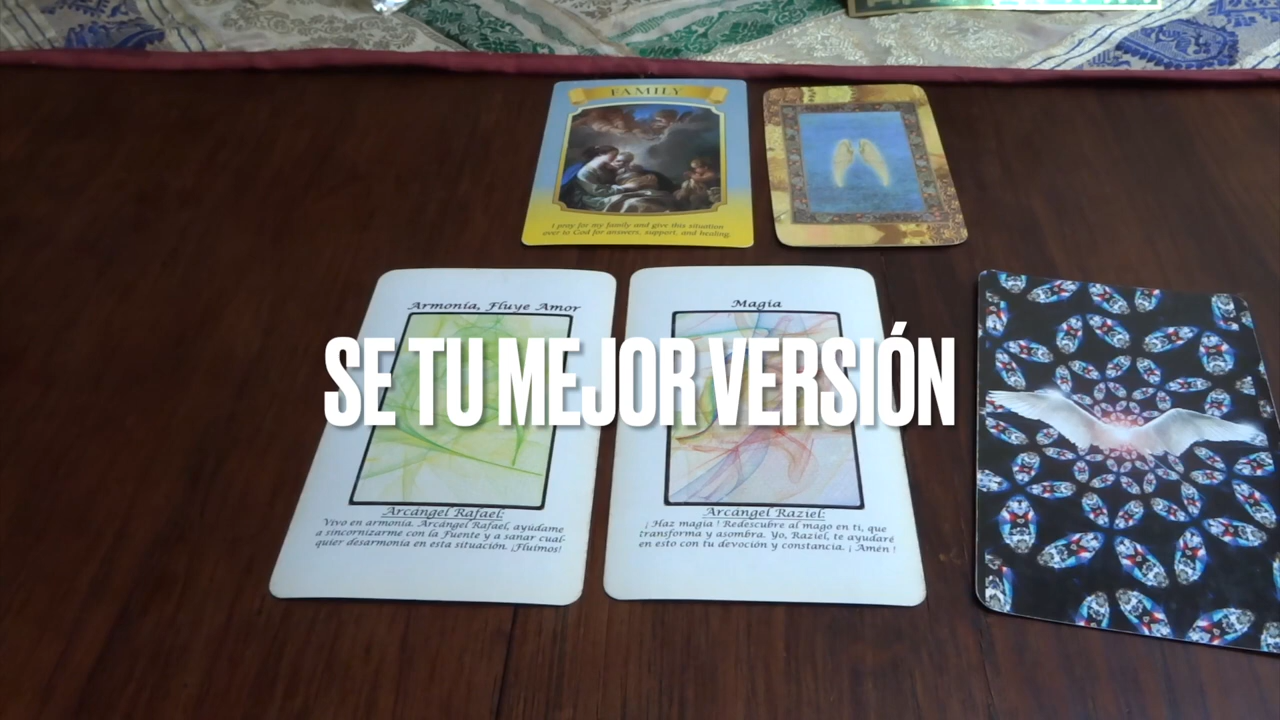 FAMILY
I pray for my family and give this situation
over to God for answers, support, and healing.
Armonía, Fluye Amor
Magia
SE TU MEJOR VERSIÓN
Arcángel Rafael:
Vivo en armonía. Arcángel Rafael, ayúdame
a sincornizarme con la Fuente y a sanar cual-
quier desarmonía en esta situación. ¡Fluimos!
Arcángel Raziel:
¡ Haz magia ! Redescubre al mago en ti, que
transforma y asombra. Yo, Raziel, te ayudaré
en esto con tu devoción y constancia. ¡ Amén !